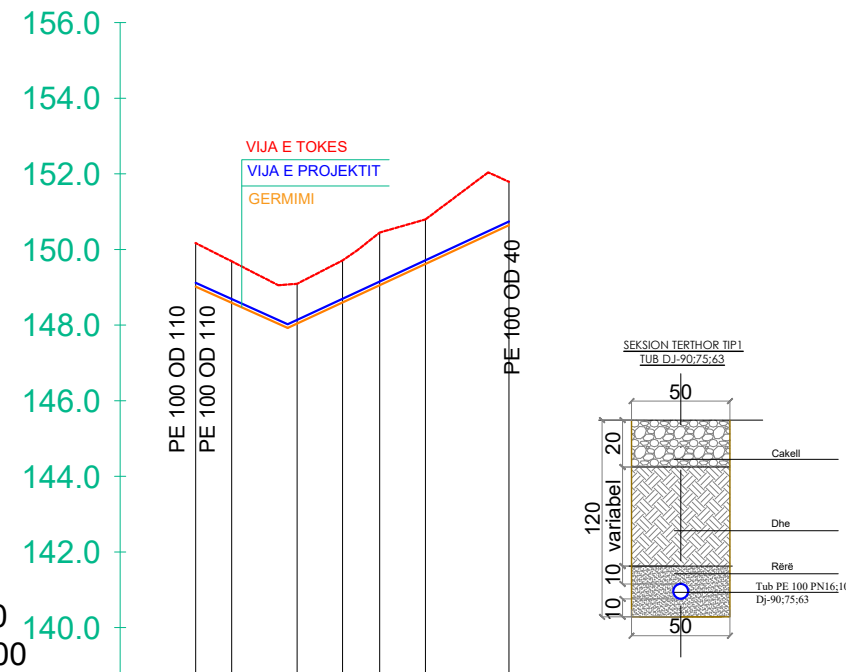 156.0
154.0
152.0
150.0
148.0
146.0
144.0
142.0
140.0
0
00
VIJA E TOKES
VIJA E PROJEKTIT
GERMIMI
PE 100 OD 110
PE 100 OD 110
PE 100 OD 40
SEKSION TERTHOR TIP1
TUB DJ-90;75;63
50
20
120
variabel
10
10
50
Cakell
Dhe
Rërë
Tub PE 100 PN16;10
Dj-90;75;63